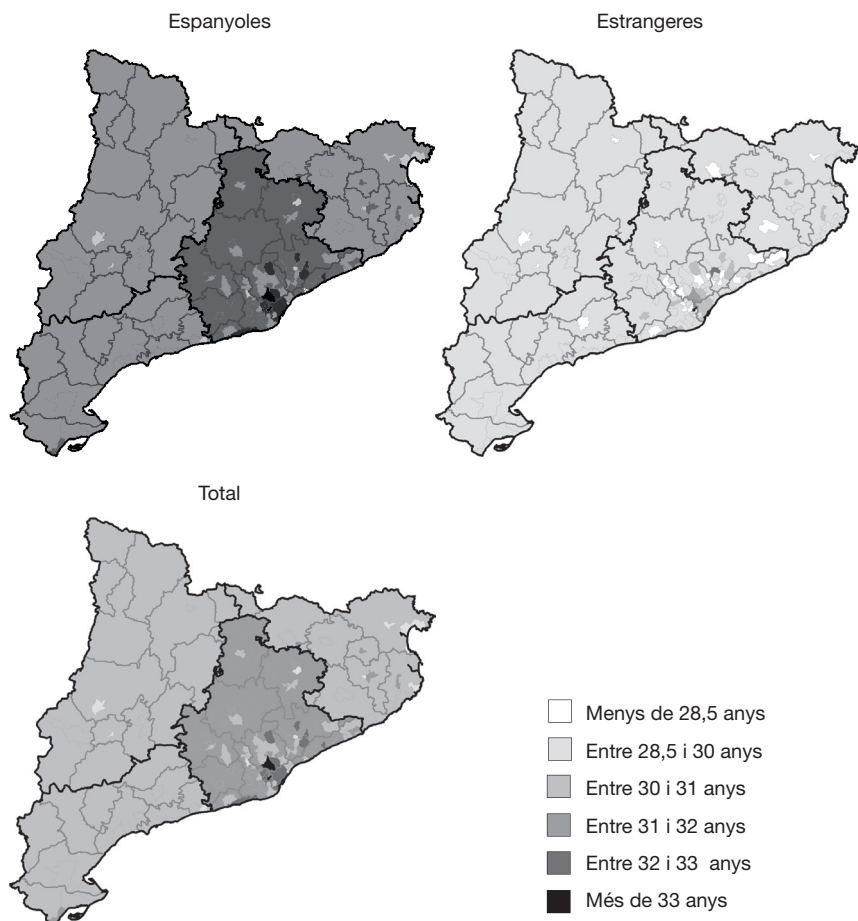 Espanyoles
Estrangeres
Total
Menys de 28,5 anys
Entre 28,5 i 30 anys
Entre 30 i 31 anys
Entre 31 i 32 anys
Entre 32 i 33 anys
Més de 33 anys